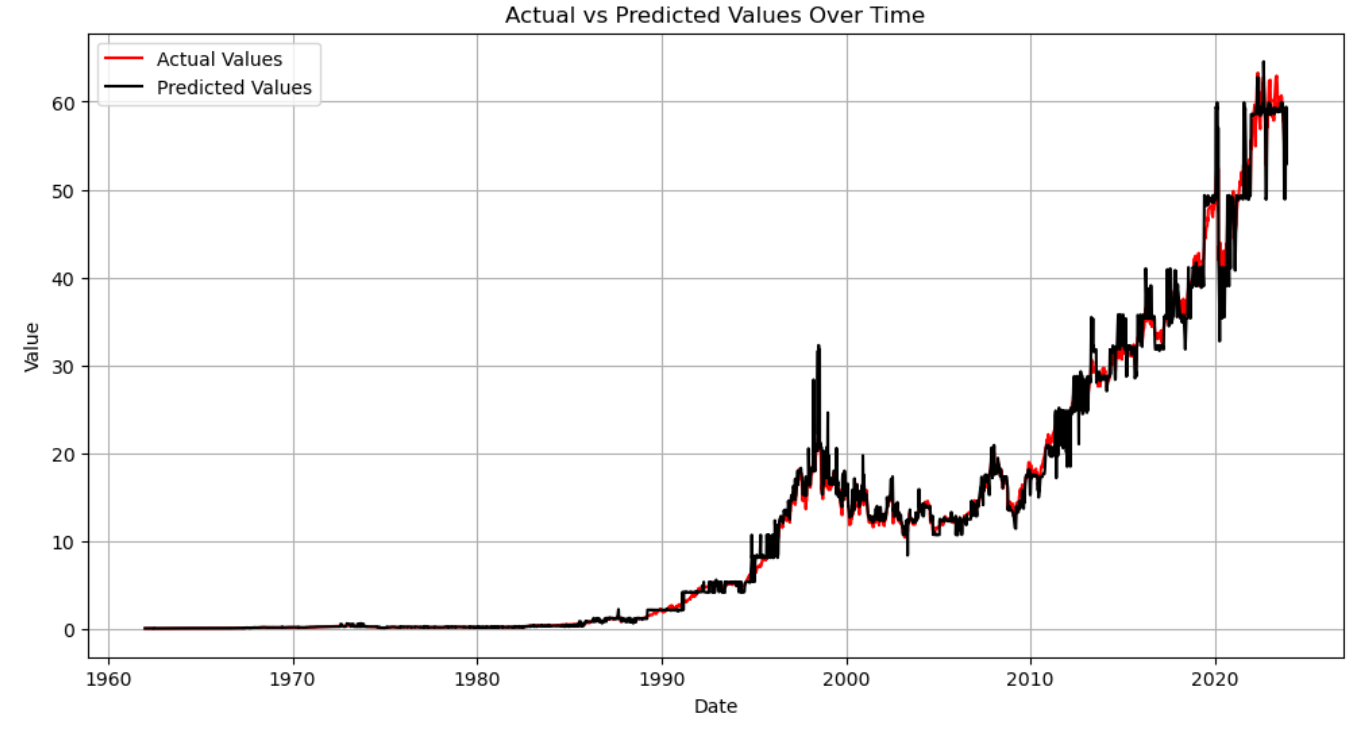 Actual vs Predicted Values Over Time
Actual Values
Predicted Values
60
50
40
30
20
10
0
Value
1960 1970 1980 1990 2000 2010 2020
Date